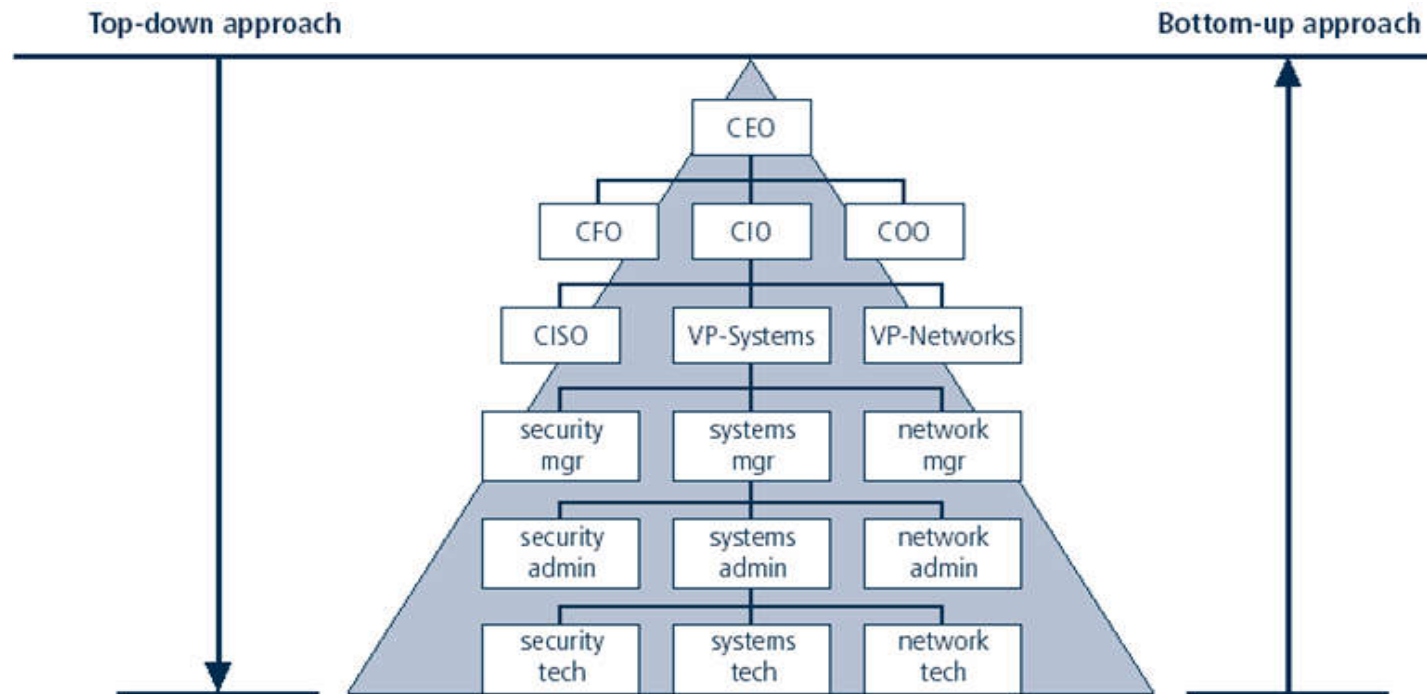 Top-down approach
Bottom-up approach
CEO
CFO
CIO
COO
CISO
VP-Systems
VP-Networks
security
mgr
systems
mgr
network
mgr
security
admin
systems
admin
network
admin
security
tech
systems
tech
network
tech